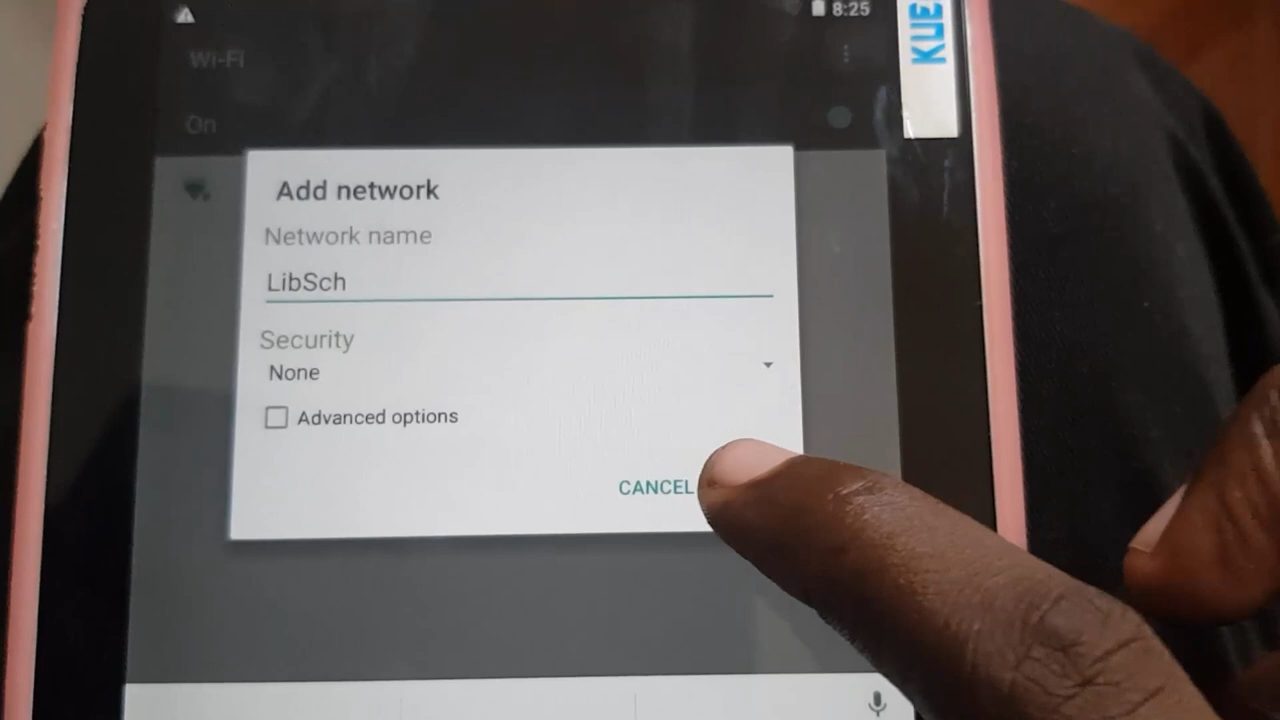 8:25
Wi-Fi
On
Add network
Network name
LibSch
Security
None
Advanced options
CANCEL